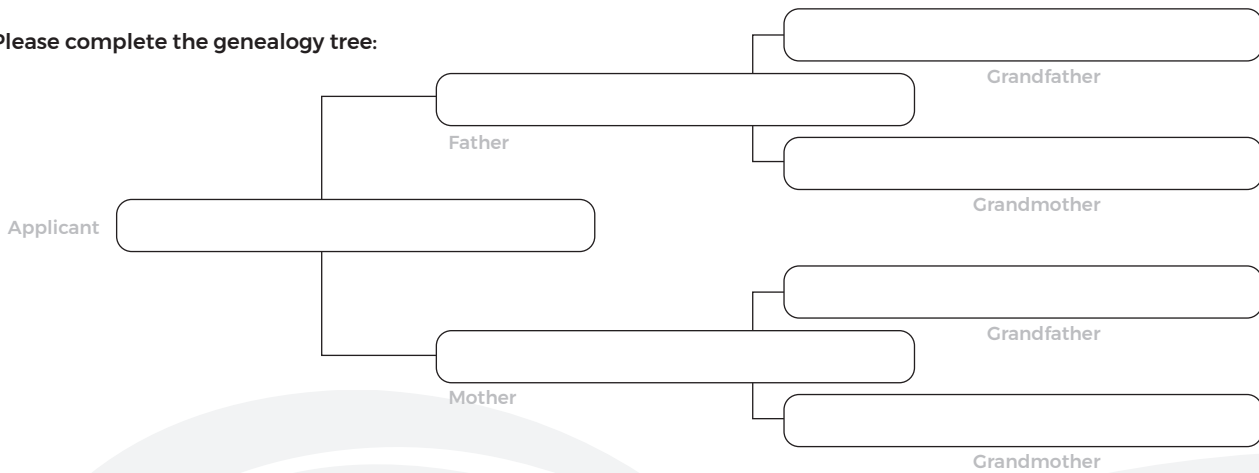 Please complete the genealogy tree:
Grandfather
Father
Grandmother
Applicant
Grandfather
Mother
Grandmother